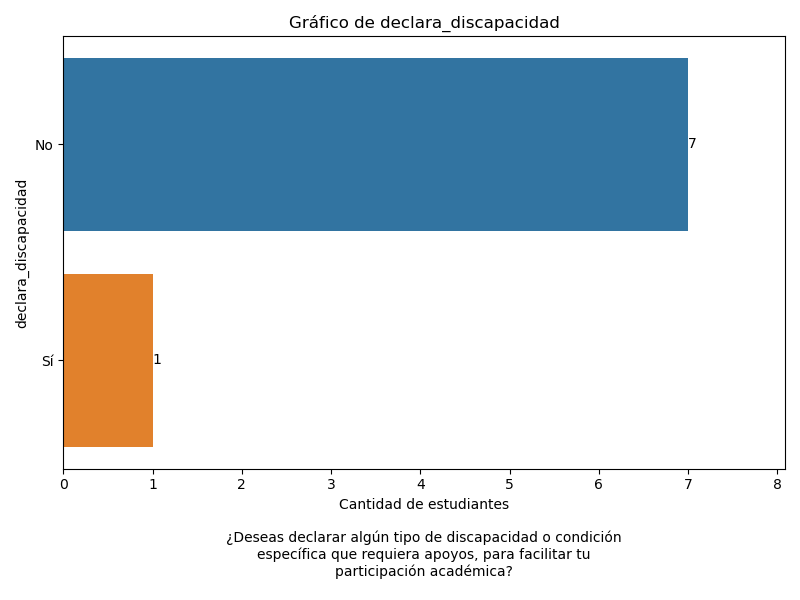 Gráfico de declara_discapacidad
declara_discapacidad
No
7
Sí
1
0 1 2 3 4 5 6 7 8
Cantidad de estudiantes
¿Deseas declarar algún tipo de discapacidad o condición
específica que requiera apoyos, para facilitar tu
participación académica?